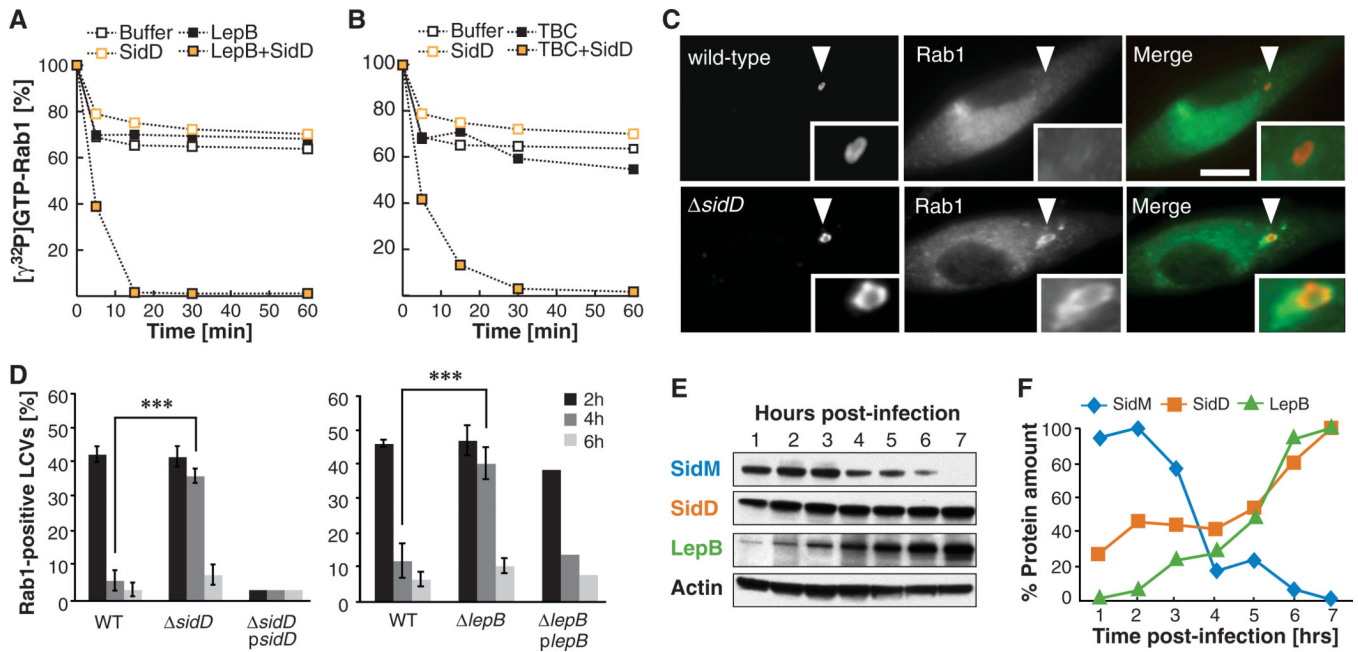 A
Buffer LepB
SidD LepB+SidD
[γ³²P]GTP-Rab1 [%]
100
80
60
40
20
0 10 20 30 40 50 60
Time [min]
B
Buffer TBC
SidD TBC+SidD
100
80
60
40
20
0 10 20 30 40 50 60
Time [min]
C
wild-type Rab1 Merge
ΔsidD Rab1 Merge
D
Rab1-positive LCVs [%]
60
50
40
30
20
10
0
***
WT ΔsidD ΔsidD
psidD
60
50
40
30
20
10
0
***
2h
4h
6h
WT ΔlepB ΔlepB
plepB
E
Hours post-infection
1 2 3 4 5 6 7
SidM
SidD
LepB
Actin
F
SidM SidD LepB
% Protein amount
100
80
60
40
20
0
1 2 3 4 5 6 7
Time post-infection [hrs]